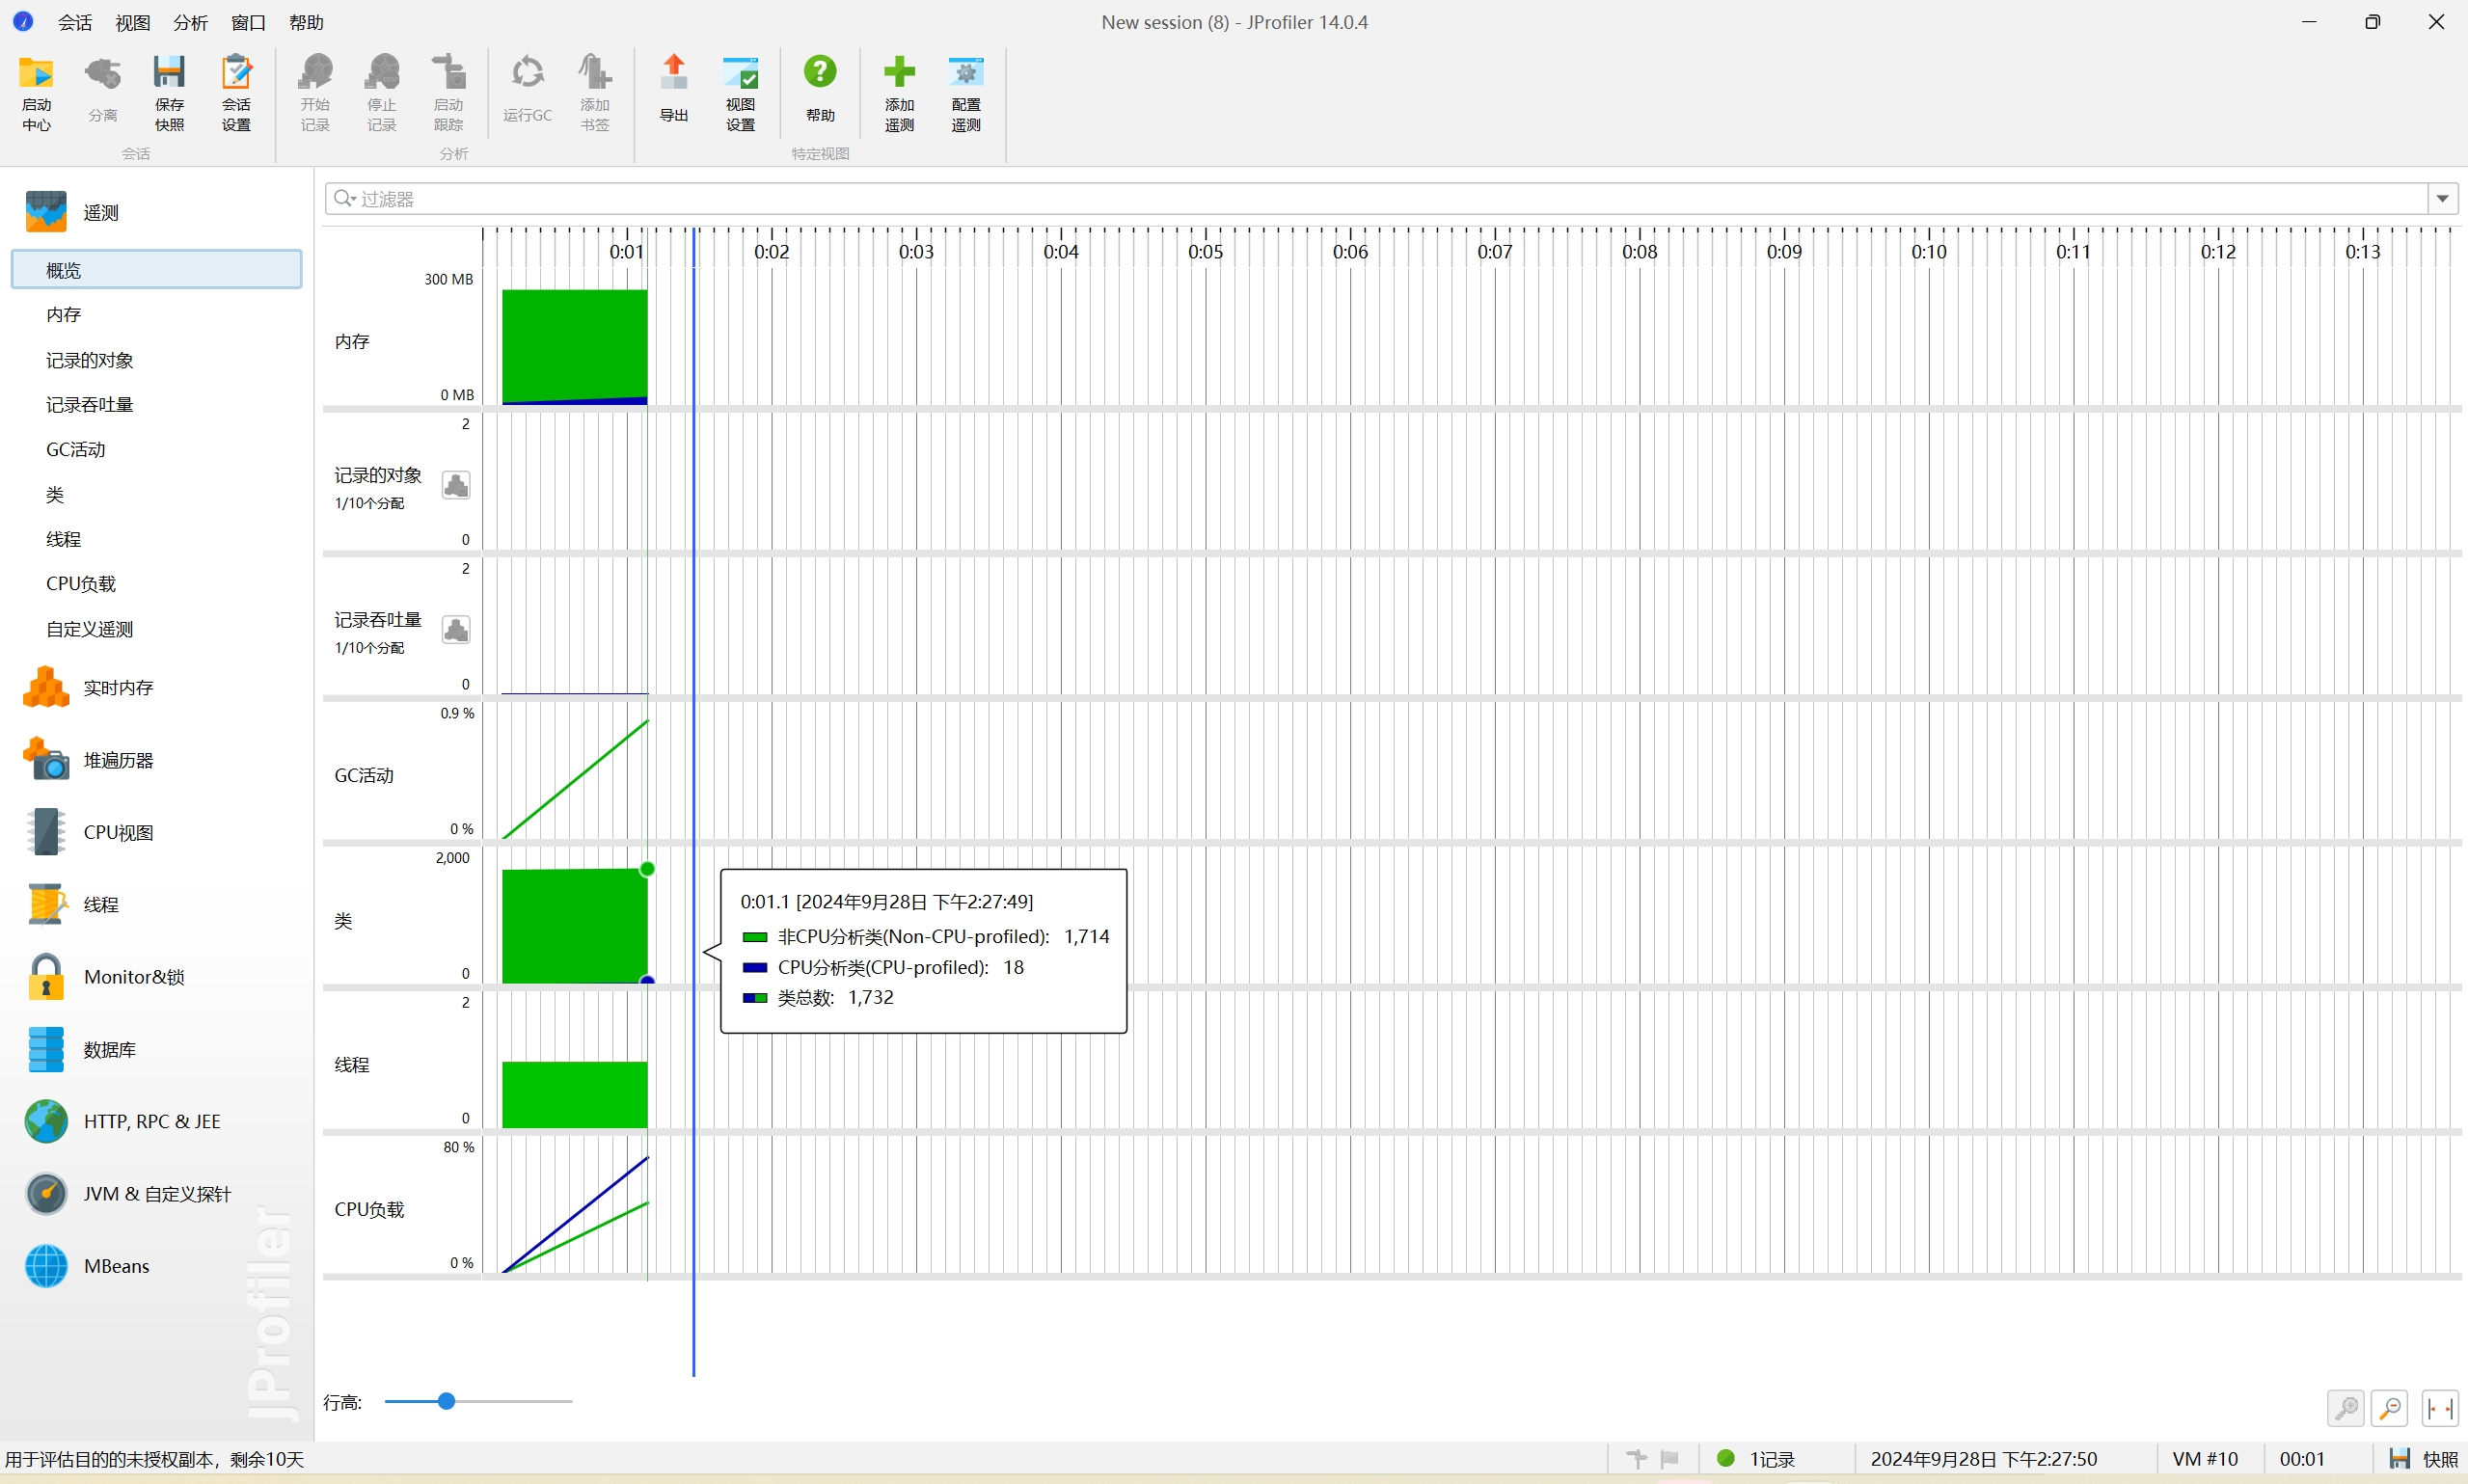 会话 视图 分析 窗口 帮助
New session (8) - JProfiler 14.0.4
启动中心
分离
保存快照
会话设置
开始记录
停止记录
启动跟踪
运行GC
添加书签
导出
视图设置
帮助
添加遥测
配置遥测
会话
分析
特定视图
遥测
概览
内存
记录的对象
记录吞吐量
GC活动
类
线程
CPU负载
自定义遥测
实时内存
堆遍历器
CPU视图
线程
Monitor&锁
数据库
HTTP, RPC & JEE
JVM & 自定义探针
MBeans
JProfiler
过滤器
0:01 0:02 0:03 0:04 0:05 0:06 0:07 0:08 0:09 0:10 0:11 0:12 0:13
300 MB
内存
0 MB
2
记录的对象
1/10个分配
0
2
记录吞吐量
1/10个分配
0
0.9 %
GC活动
0 %
2,000
类
0
0:01.1 [2024年9月28日 下午2:27:49]
非CPU分析类(Non-CPU-profiled): 1,714
CPU分析类(CPU-profiled): 18
类总数: 1,732
2
线程
0
80 %
CPU负载
0 %
行高:
用于评估目的的未授权副本，剩余10天
1记录
2024年9月28日 下午2:27:50
VM #10
00:01
快照